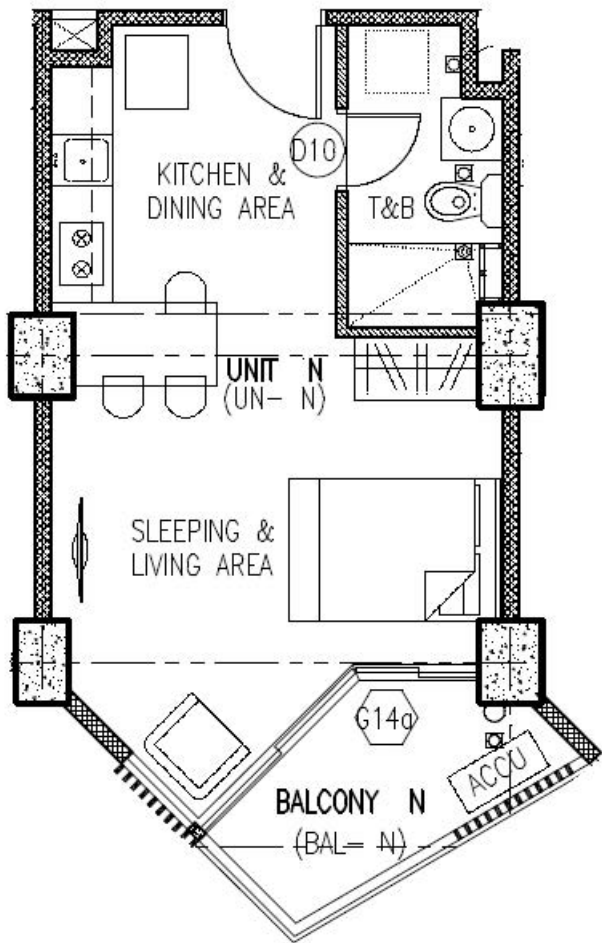 D10
KITCHEN &
DINING AREA
T&B
UNIT N
(UN- N)
SLEEPING &
LIVING AREA
G14a
ACCU
BALCONY N
(BAL- N)